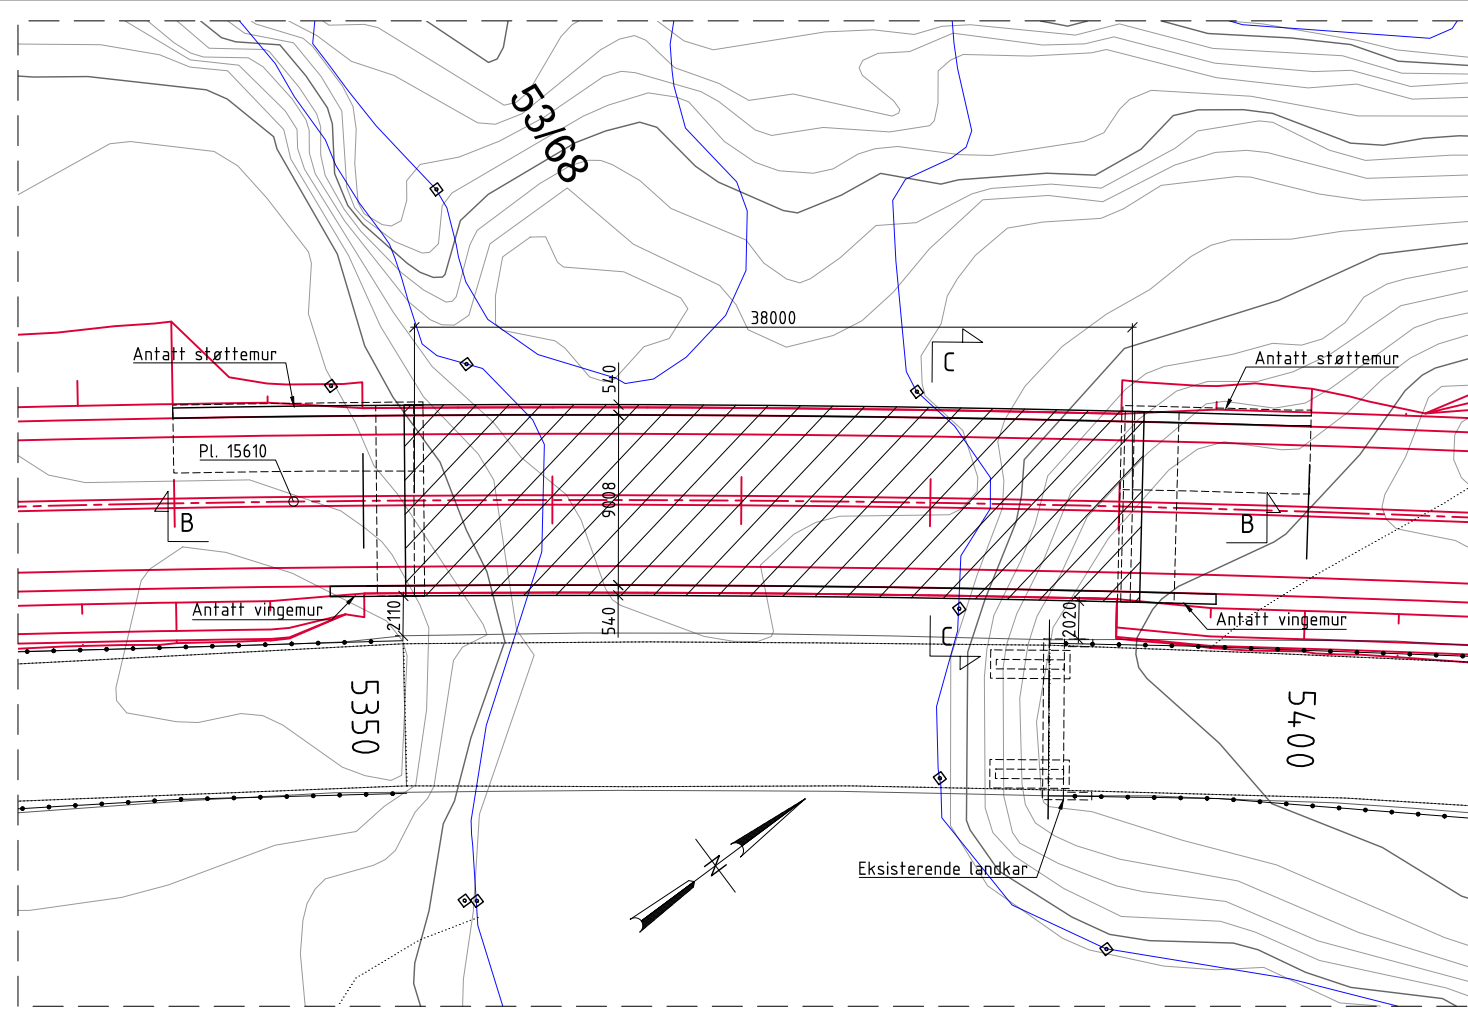 53/68
38000
C
Antatt støttemur
Antatt støttemur
540
Pl. 15610
9008
B
B
Antatt vingemur
2110
540
2020
Antatt vingemur
C
5350
5400
Eksisterende landkar